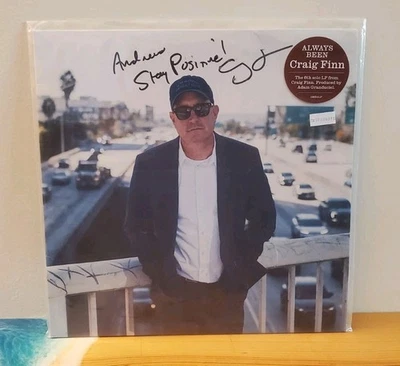 Andrew
Stay Positive!
ALWAYS
BEEN
Craig Finn
The 6th solo LP from
Craig Finn. Produced by
Adam Granduciel.